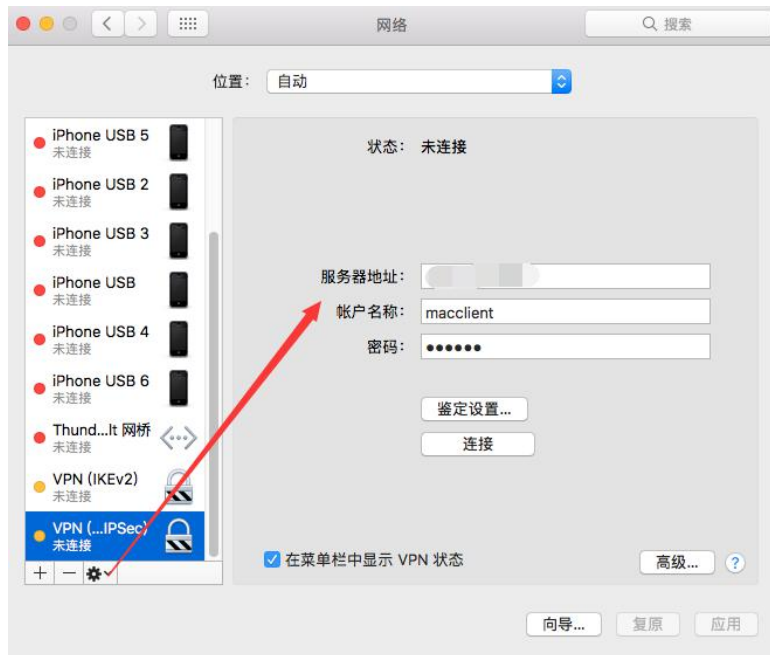 网络
搜索
位置：
自动
iPhone USB 5
未连接
iPhone USB 2
未连接
iPhone USB 3
未连接
iPhone USB
未连接
iPhone USB 4
未连接
iPhone USB 6
未连接
Thund...lt 网桥
未连接
VPN (IKEv2)
未连接
VPN (...IPSec)
未连接
状态： 未连接
服务器地址：
帐户名称： macclient
密码： ●●●●●●
鉴定设置...
连接
在菜单栏中显示 VPN 状态
高级... ?
向导... 复原 应用